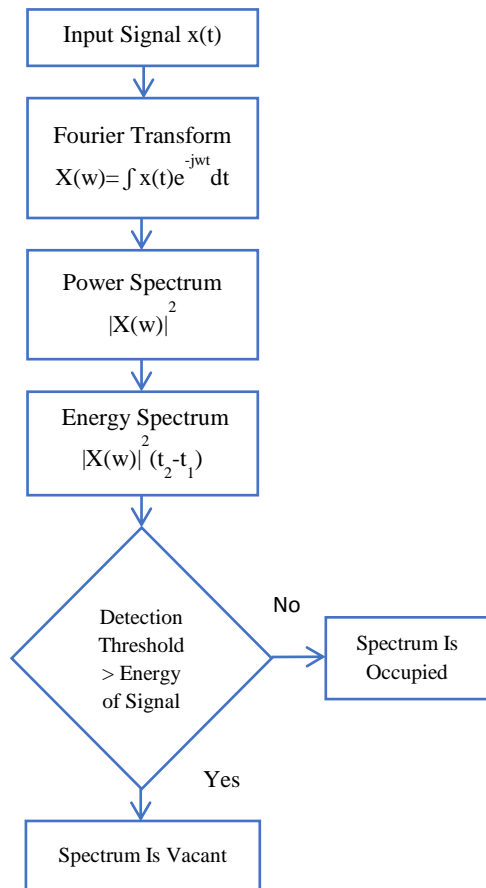 Input Signal x(t)
Fourier Transform
X(w)= ∫ x(t)e^-jwt dt
Power Spectrum
|X(w)|^2
Energy Spectrum
|X(w)|^2(t_2-t_1)
Detection
Threshold
> Energy
of Signal
No
Spectrum Is
Occupied
Yes
Spectrum Is Vacant